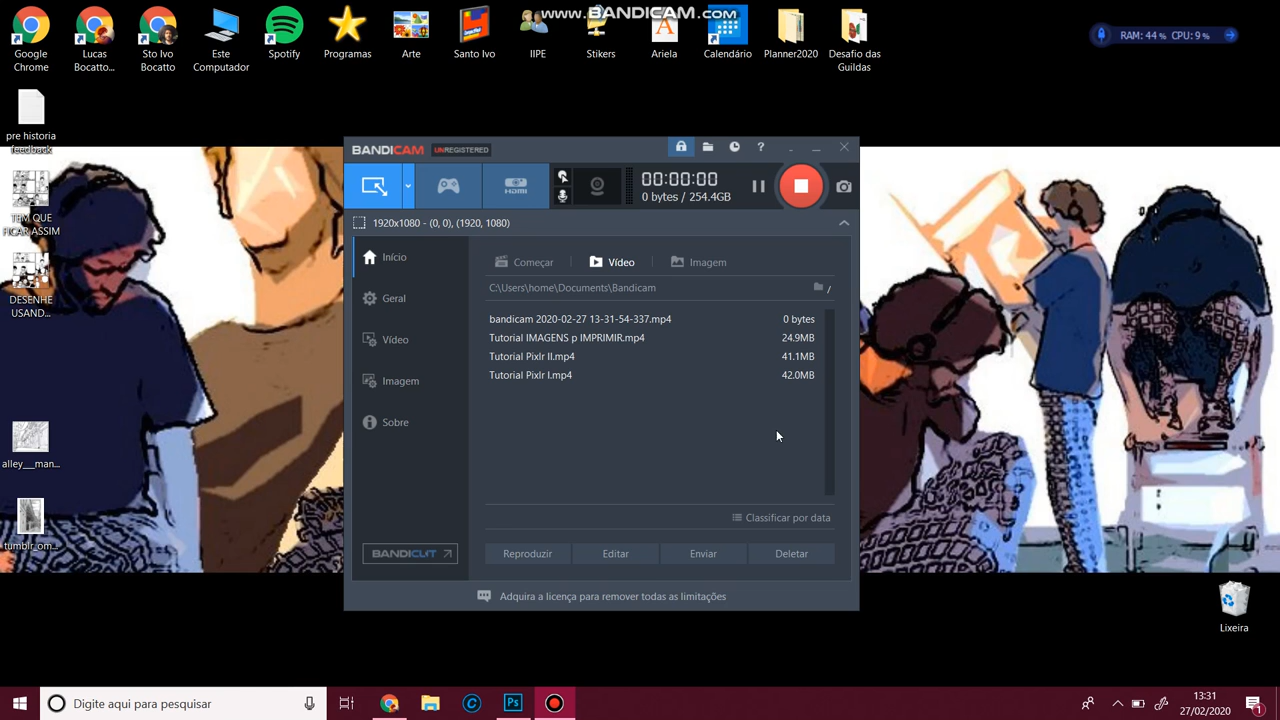 www.BANDICAM.com
Google
Chrome
Lucas
Bocatto...
Sto Ivo
Bocatto
Este
Computador
Spotify
Programas
Arte
Santo Ivo
IIPE
Stikers
Ariela
Calendário
Planner2020
Desafio das
Guildas
RAM: 44 % CPU: 9 %
pre historia
feedback
TEM QUE
FICAR ASSIM
DESENHE
USAND...
alley__man...
tumblr_om...
BANDICAM UNREGISTERED
HDMI
00:00:00
0 bytes / 254.4GB
1920x1080 - (0, 0), (1920, 1080)
Início
Geral
Vídeo
Imagem
Sobre
BANDICUT
Começar
Vídeo
Imagem
C:\Users\home\Documents\Bandicam
bandicam 2020-02-27 13-31-54-337.mp4 0 bytes
Tutorial IMAGENS p IMPRIMIR.mp4 24.9MB
Tutorial Pixlr II.mp4 41.1MB
Tutorial Pixlr I.mp4 42.0MB
Classificar por data
Reproduzir
Editar
Enviar
Deletar
Adquira a licença para remover todas as limitações
Lixeira
Digite aqui para pesquisar
Ps
13:31
27/02/2020
1